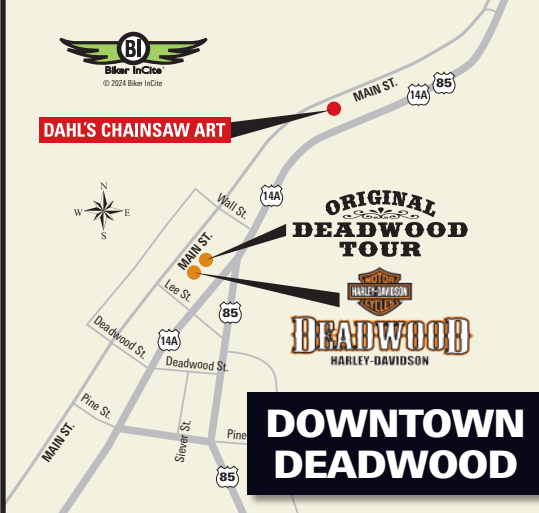 BI
Biker InCite
© 2024 Biker InCite
MAIN ST.
85
14A
DAHL'S CHAINSAW ART
N
W E
S
14A
Wall St.
ORIGINAL
DEADWOOD
TOUR
MAIN ST.
Lee St.
MOTOR
HARLEY-DAVIDSON
CYCLES
DEADWOOD
HARLEY-DAVIDSON
85
Deadwood St.
14A
Deadwood St.
Pine St.
MAIN ST.
Siever St.
Pine
85
DOWNTOWN
DEADWOOD